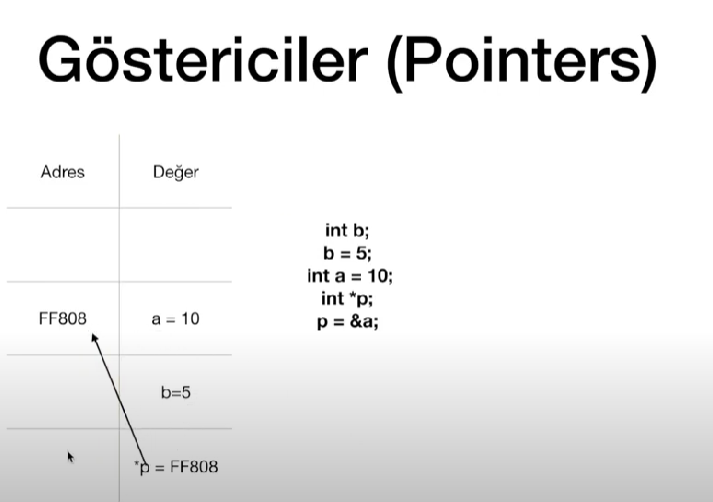 Göstericiler (Pointers)
Adres Değer
FF808 a = 10
b=5
*p = FF808
int b;
b = 5;
int a = 10;
int *p;
p = &a;